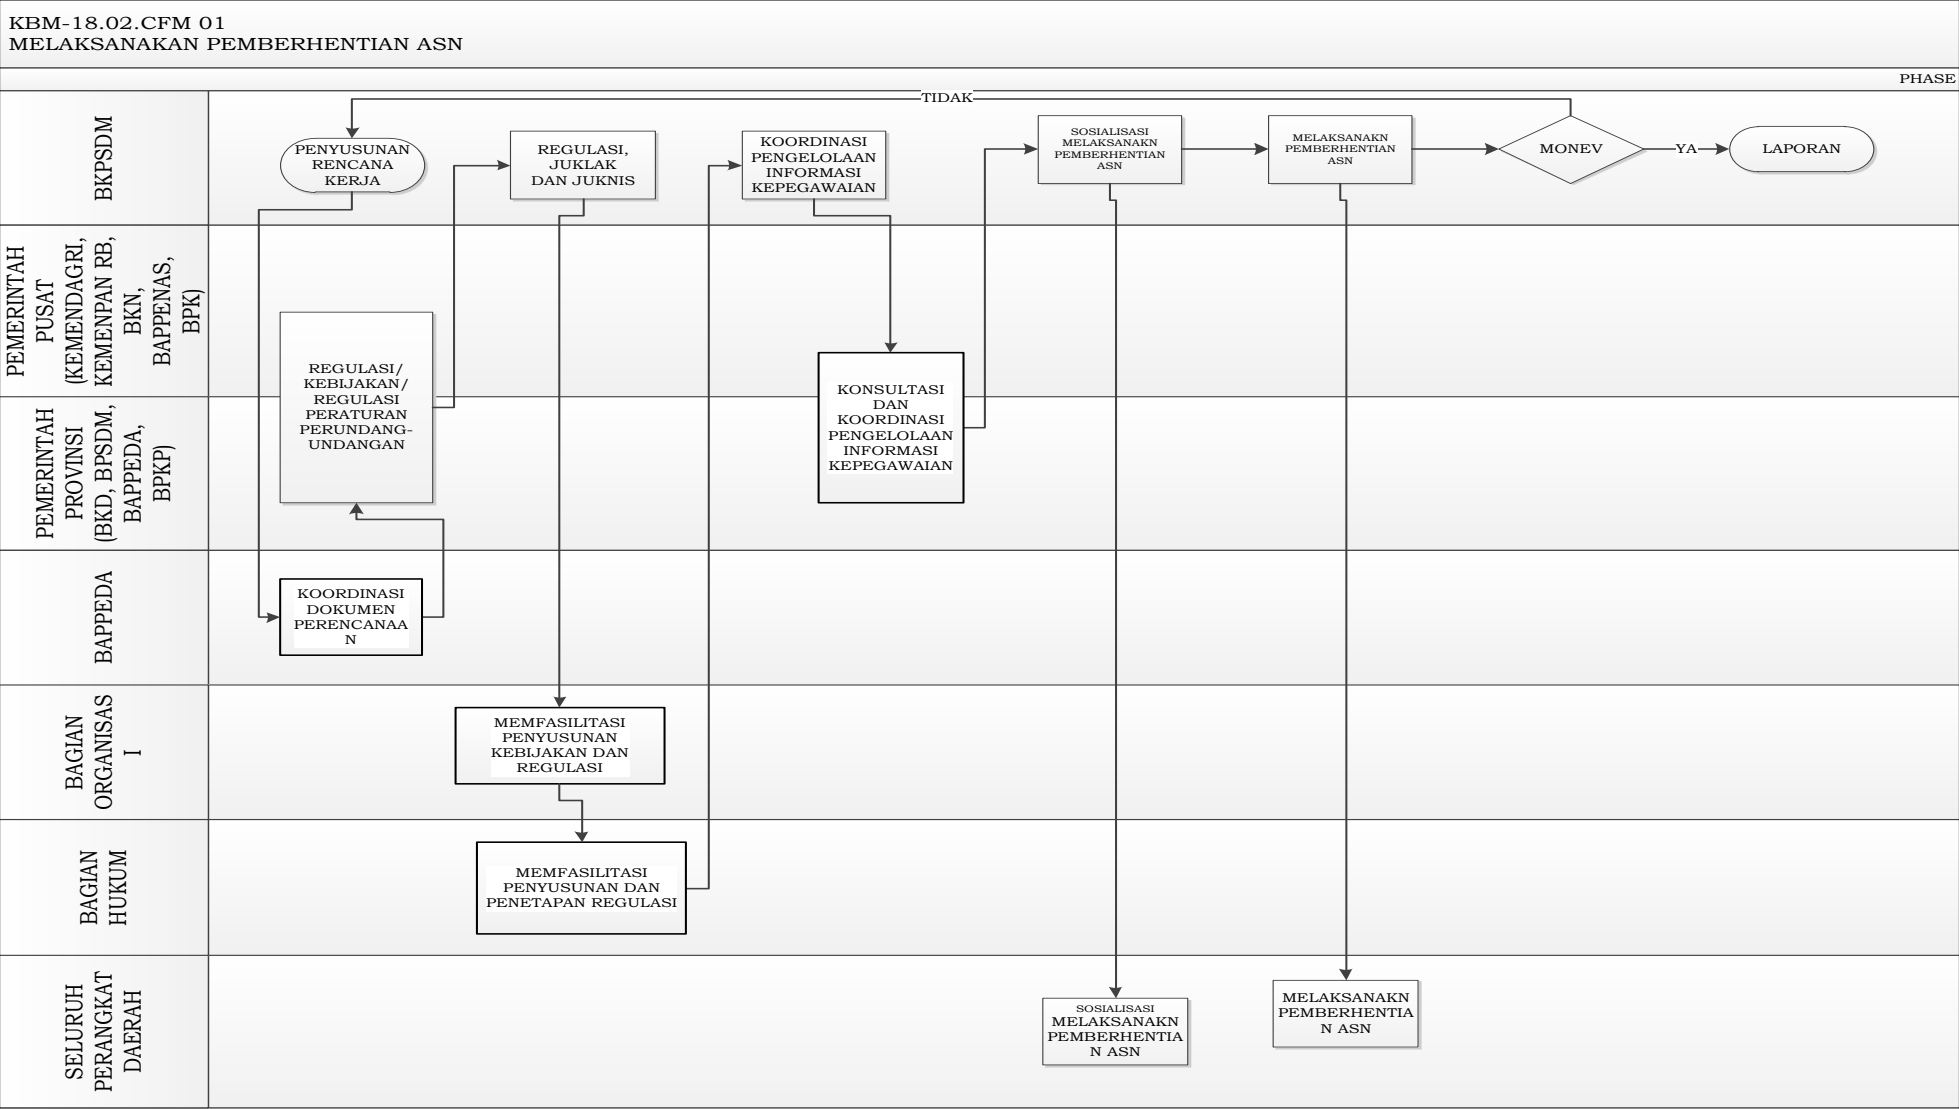 KBM-18.02.CFM 01
MELAKSANAKAN PEMBERHENTIAN ASN
PHASE
BKPSDM
TIDAK
PENYUSUNAN
RENCANA
KERJA
REGULASI,
JUKLAK
DAN JUKNIS
KOORDINASI
PENGELOLAAN
INFORMASI
KEPEGAWAIAN
SOSIALISASI
MELAKSANAKN
PEMBERHENTIAN
ASN
MELAKSANAKN
PEMBERHENTIAN
ASN
MONEV
YA
LAPORAN
PEMERINTAH
PUSAT
(KEMENDAGRI,
KEMENPAN RB,
BKN,
BAPPENAS,
BPK)
REGULASI/
KEBIJAKAN/
REGULASI
PERATURAN
PERUNDANG-
UNDANGAN
KONSULTASI
DAN
KOORDINASI
PENGELOLAAN
INFORMASI
KEPEGAWAIAN
PEMERINTAH
PROVINSI
(BKD, BPSDM,
BAPPEDA,
BPKP)
BAPPEDA
KOORDINASI
DOKUMEN
PERENCANAA
N
BAGIAN
ORGANISAS
I
MEMFASILITASI
PENYUSUNAN
KEBIJAKAN DAN
REGULASI
BAGIAN
HUKUM
MEMFASILITASI
PENYUSUNAN DAN
PENETAPAN REGULASI
SELURUH
PERANGKAT
DAERAH
SOSIALISASI
MELAKSANAKN
PEMBERHENTIA
N ASN
MELAKSANAKN
PEMBERHENTIA
N ASN